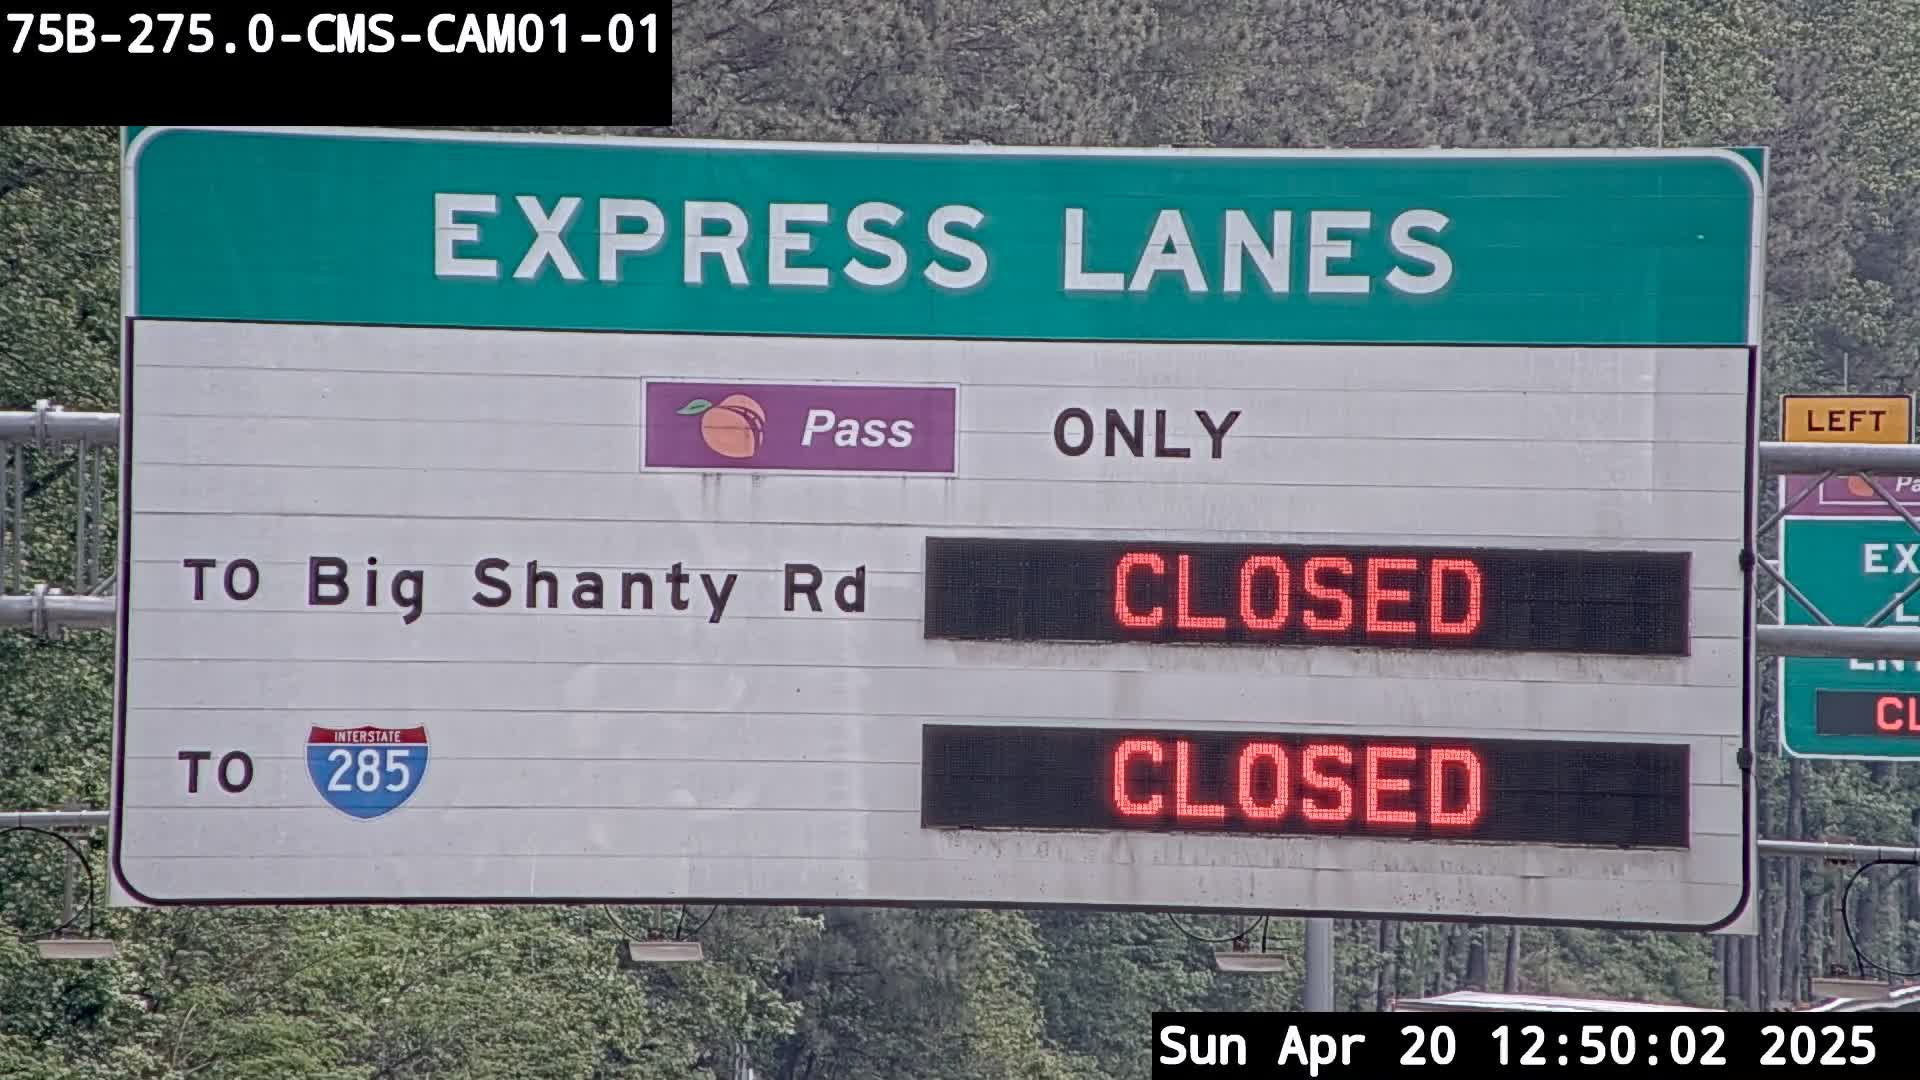 75B-275.0-CMS-CAM01-01
EXPRESS LANES
Pass ONLY
TO Big Shanty Rd CLOSED
TO INTERSTATE 285 CLOSED
LEFT
Sun Apr 20 12:50:02 2025